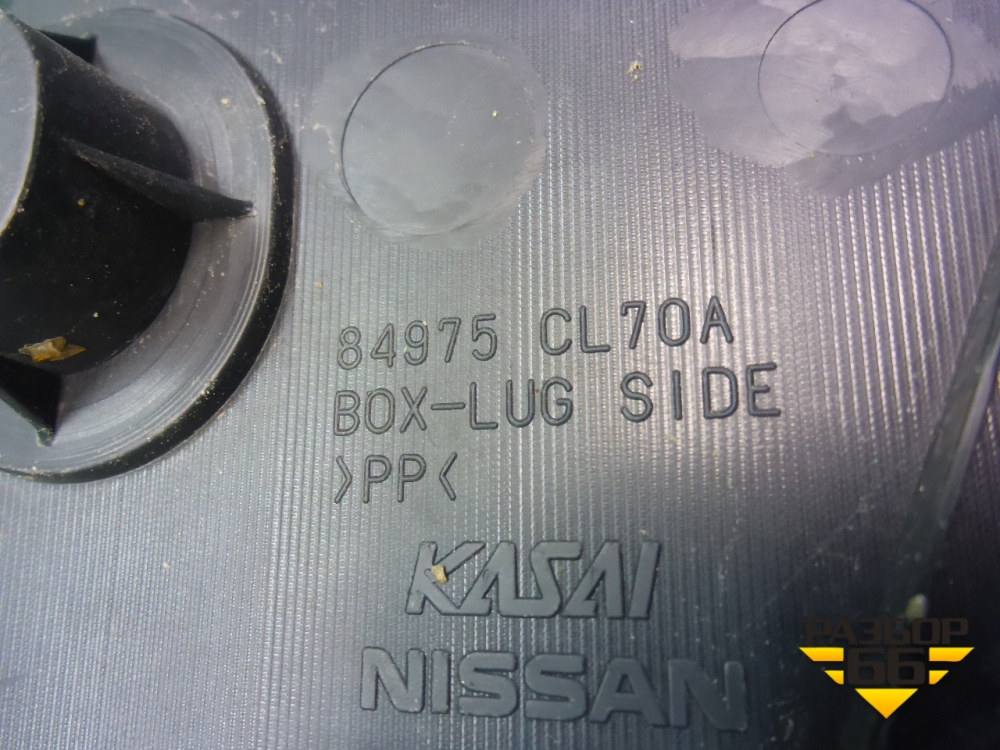 84975 CL70A
BOX-LUG SIDE
>PP<
KASAI
NISSAN
РАЗБОР
66